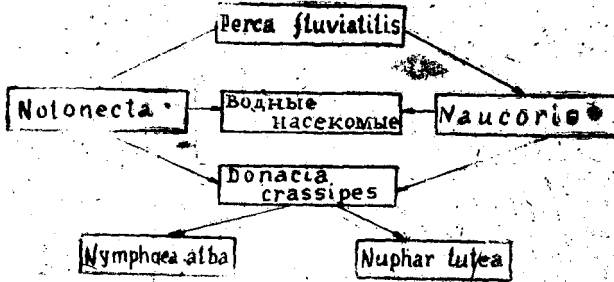 Perca fluviatilis
Notonecta
Водные
насекомые
Naucoris
Donacia
crassipes
Nymphaea alba
Nuphar lutea